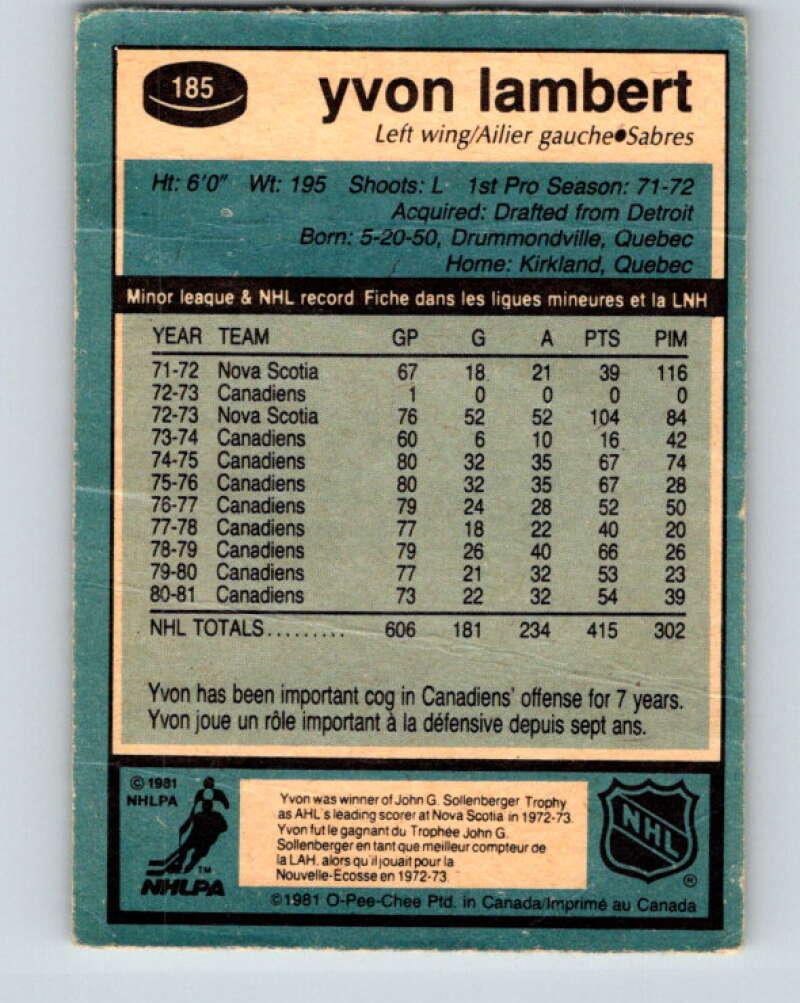 185
yvon lambert
Left wing/Ailier gauche●Sabres
Ht: 6'0" Wt: 195 Shoots: L 1st Pro Season: 71-72
Acquired: Drafted from Detroit
Born: 5-20-50, Drummondville, Quebec
Home: Kirkland, Quebec
Minor league & NHL record Fiche dans les ligues mineures et la LNH
YEAR TEAM GP G A PTS PIM
71-72 Nova Scotia 67 18 21 39 116
72-73 Canadiens 1 0 0 0 0
72-73 Nova Scotia 76 52 52 104 84
73-74 Canadiens 60 6 10 16 42
74-75 Canadiens 80 32 35 67 74
75-76 Canadiens 80 32 35 67 28
76-77 Canadiens 79 24 28 52 50
77-78 Canadiens 77 18 22 40 20
78-79 Canadiens 79 26 40 66 26
79-80 Canadiens 77 21 32 53 23
80-81 Canadiens 73 22 32 54 39
NHL TOTALS......... 606 181 234 415 302
Yvon has been important cog in Canadiens' offense for 7 years.
Yvon joue un rôle important à la défensive depuis sept ans.
© 1981
NHLPA
TM
NHLPA
Yvon was winner of John G. Sollenberger Trophy
as AHL's leading scorer at Nova Scotia in 1972-73.
Yvon fut le gagnant du Trophée John G.
Sollenberger en tant que meilleur compteur de
la LAH. alors qu'il jouait pour la
Nouvelle-Ecosse en 1972-73.
NHL
®
©1981 O-Pee-Chee Ptd. in Canada/Imprimé au Canada